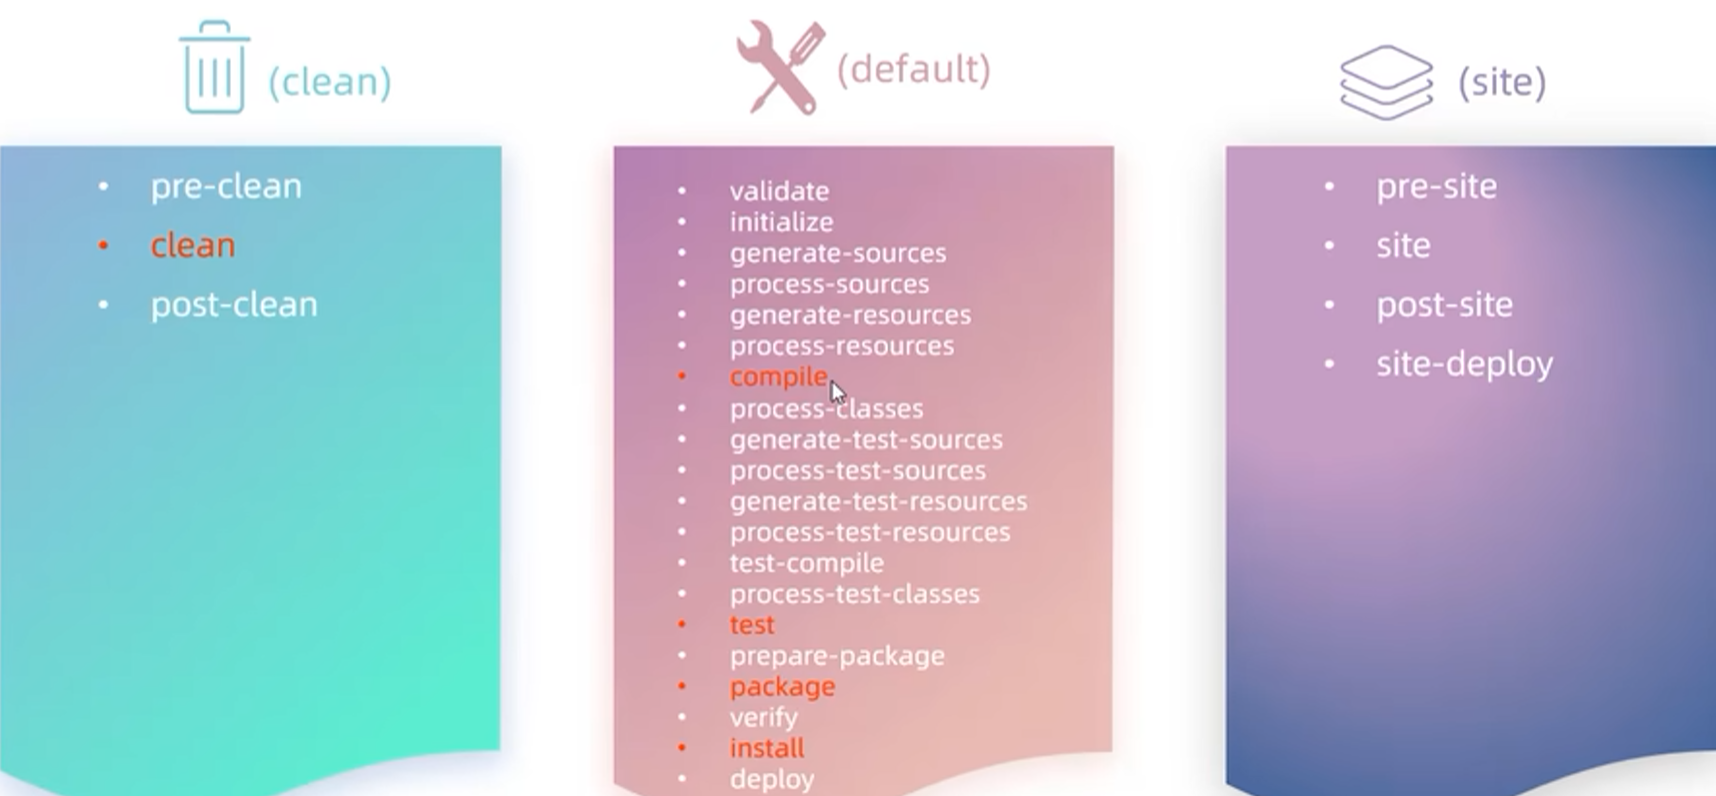 (clean)
pre-clean
clean
post-clean
(default)
validate
initialize
generate-sources
process-sources
generate-resources
process-resources
compile
process-classes
generate-test-sources
process-test-sources
generate-test-resources
process-test-resources
test-compile
process-test-classes
test
prepare-package
package
verify
install
deploy
(site)
pre-site
site
post-site
site-deploy